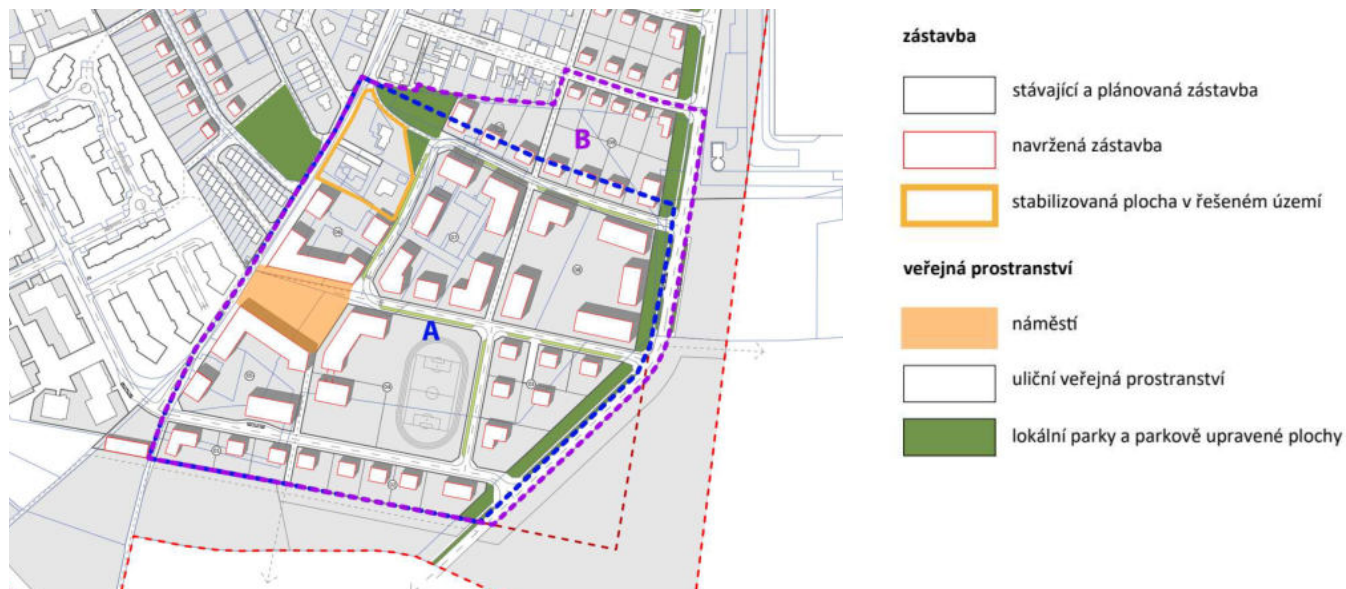 B
A
zástavba
stávající a plánovaná zástavba
navržená zástavba
stabilizovaná plocha v řešeném území
veřejná prostranství
náměstí
uliční veřejná prostranství
lokální parky a parkově upravené plochy